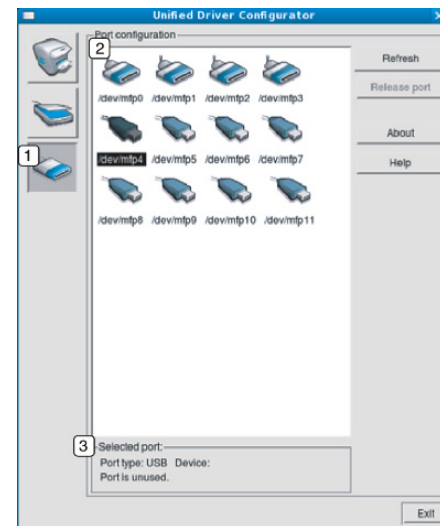 Unified Driver Configurator
Port configuration
2
Refresh
/dev/mfp0 /dev/mfp1 /dev/mfp2 /dev/mfp3
Release port
About
1
/dev/mfp4 /dev/mfp5 /dev/mfp6 /dev/mfp7
Help
/dev/mfp8 /dev/mfp9 /dev/mfp10 /dev/mfp11
3
Selected port:
Port type: USB Device:
Port is unused.
Exit